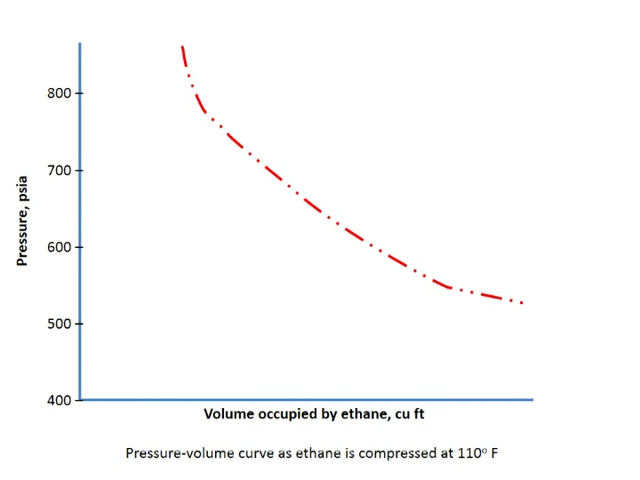 800
700
600
500
400
Pressure, psia
Volume occupied by ethane, cu ft
Pressure-volume curve as ethane is compressed at 110º F